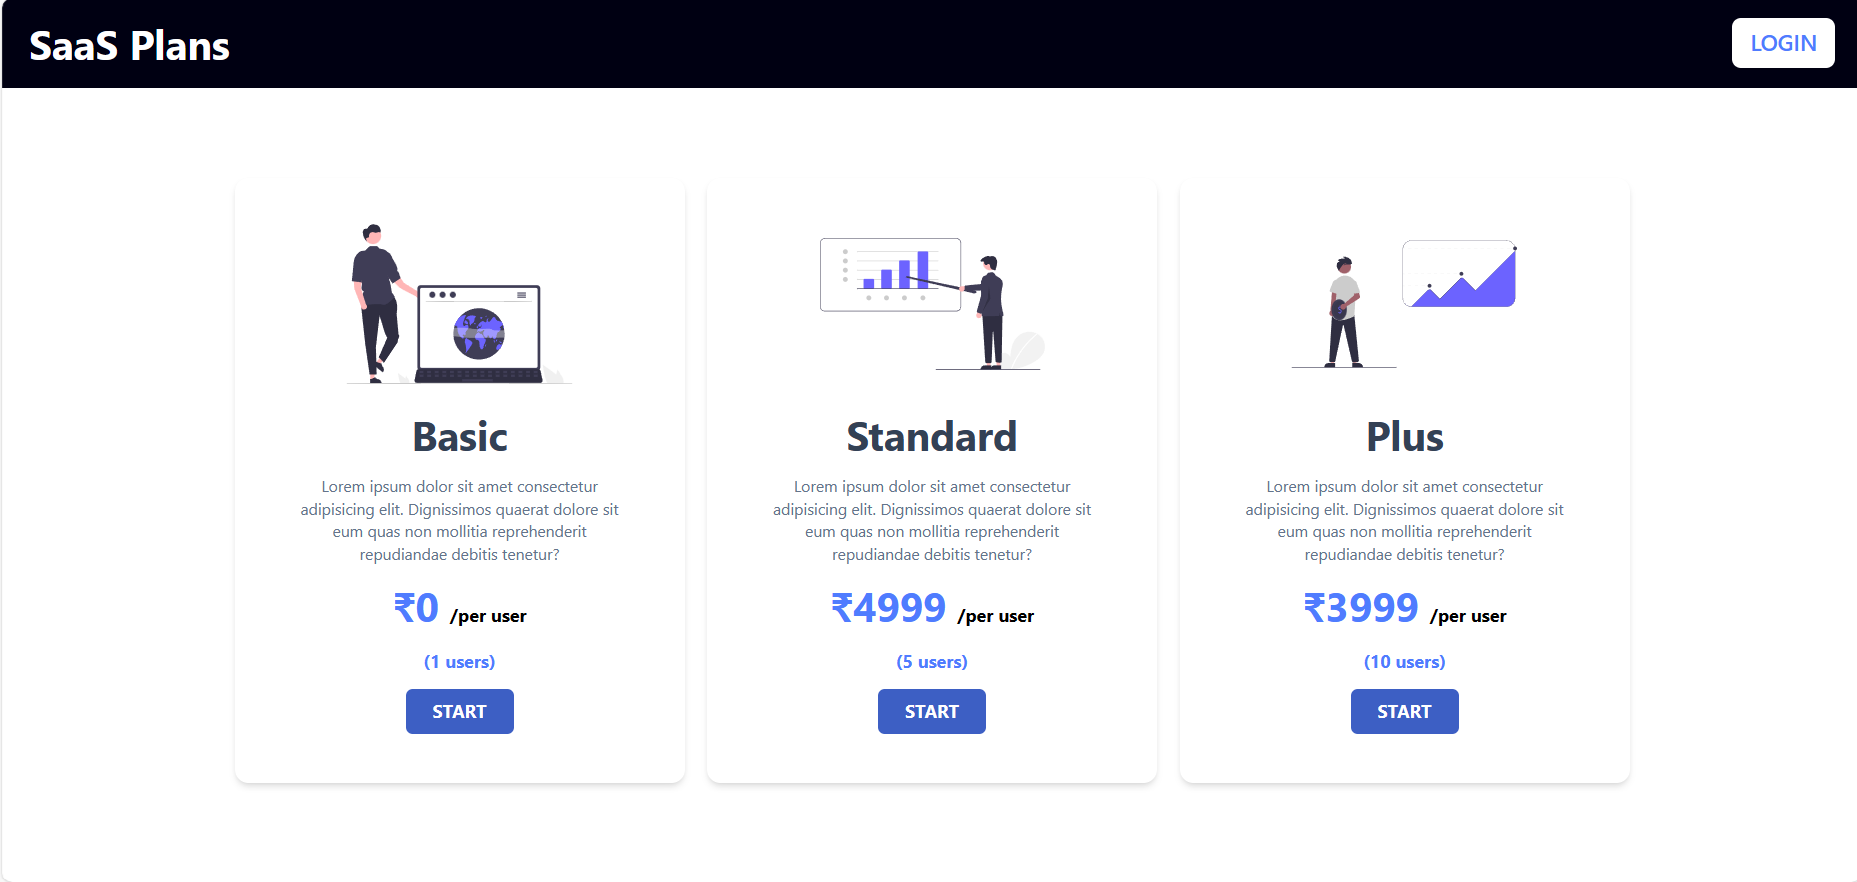 SaaS Plans
LOGIN
Basic
Lorem ipsum dolor sit amet consectetur
adipisicing elit. Dignissimos quaerat dolore sit
eum quas non mollitia reprehenderit
repudiandae debitis tenetur?
₹0 /per user
(1 users)
START
Standard
Lorem ipsum dolor sit amet consectetur
adipisicing elit. Dignissimos quaerat dolore sit
eum quas non mollitia reprehenderit
repudiandae debitis tenetur?
₹4999 /per user
(5 users)
START
Plus
Lorem ipsum dolor sit amet consectetur
adipisicing elit. Dignissimos quaerat dolore sit
eum quas non mollitia reprehenderit
repudiandae debitis tenetur?
₹3999 /per user
(10 users)
START